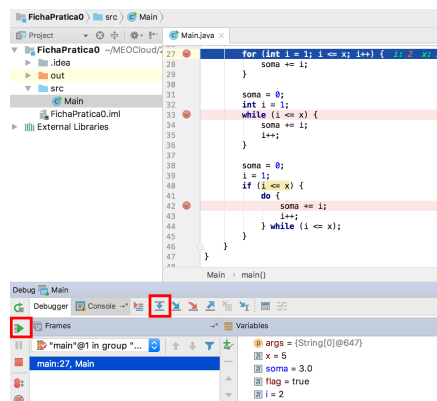 FichaPratica0 src Main
Project
Main.java
FichaPratica0 ~/MEOCloud/2
.idea
out
src
Main
FichaPratica0.iml
External Libraries
27 for (int i = 1; i <= x; i++) { i: 2 x:
28 soma += i;
29 }
30
31 soma = 0;
32 int i = 1;
33 while (i <= x) {
34 soma += i;
35 i++;
36 }
37
38 soma = 0;
39 i = 1;
40 if (i <= x) {
41 do {
42 soma += i;
43 i++;
44 } while (i <= x);
45 }
46 }
47 }
48
Main › main()
Debug Main
Debugger Console
Frames
Variables
"main"@1 in group "...
main:27, Main
args = {String[0]@647}
x = 5
soma = 3.0
flag = true
i = 2